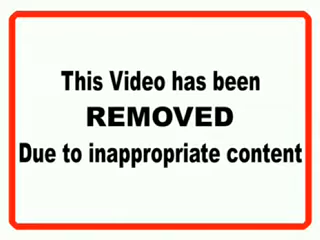 This Video has been
REMOVED
Due to inappropriate content